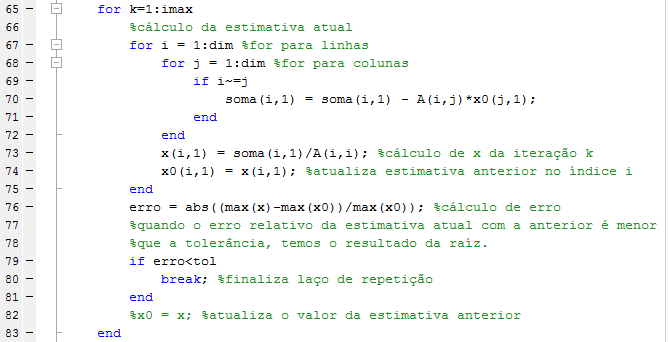 65 - for k=1:imax
66 %cálculo da estimativa atual
67 - for i = 1:dim %for para linhas
68 - for j = 1:dim %for para colunas
69 - if i~=j
70 - soma(i,1) = soma(i,1) - A(i,j)*x0(j,1);
71 - end
72 - end
73 - x(i,1) = soma(i,1)/A(i,i); %cálculo de x da iteração k
74 - x0(i,1) = x(i,1); %atualiza estimativa anterior no índice i
75 - end
76 - erro = abs((max(x)-max(x0))/max(x0)); %cálculo de erro
77 %quando o erro relativo da estimativa atual com a anterior é menor
78 %que a tolerância, temos o resultado da raíz.
79 - if erro<tol
80 - break; %finaliza laço de repetição
81 - end
82 %x0 = x; %atualiza o valor da estimativa anterior
83 - end